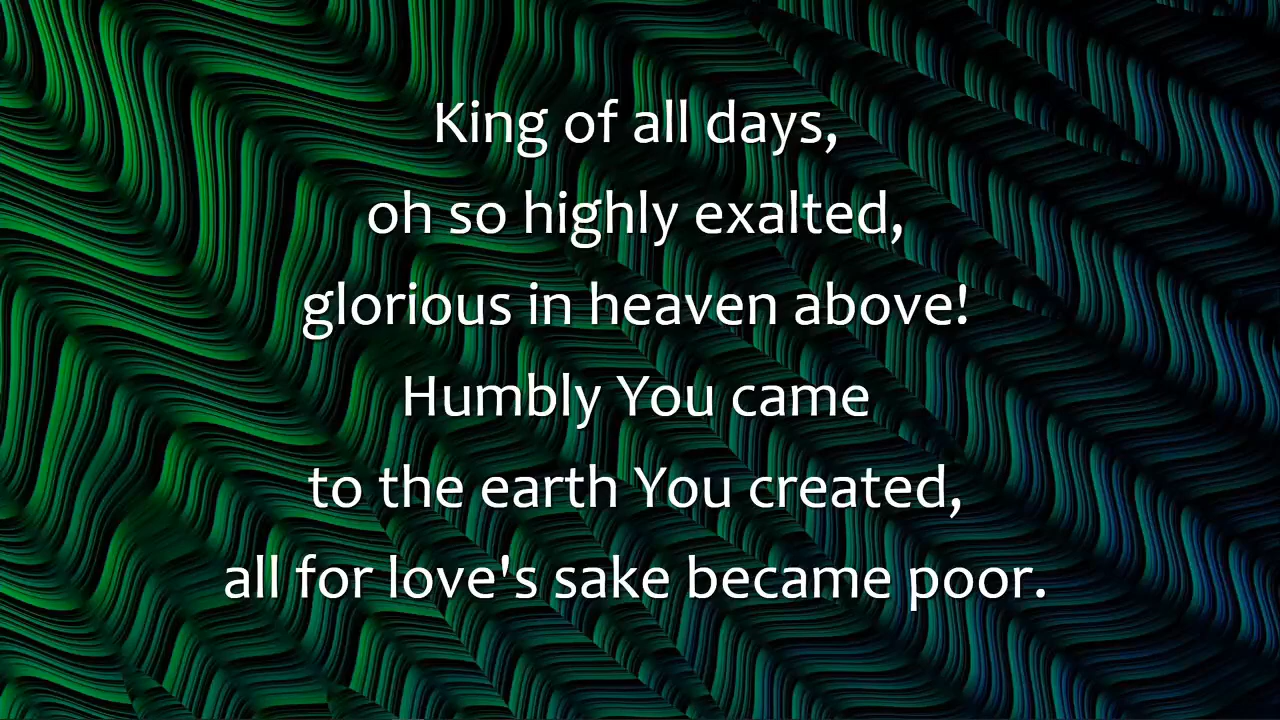 King of all days,
oh so highly exalted,
glorious in heaven above!
Humbly You came
to the earth You created,
all for love's sake became poor.